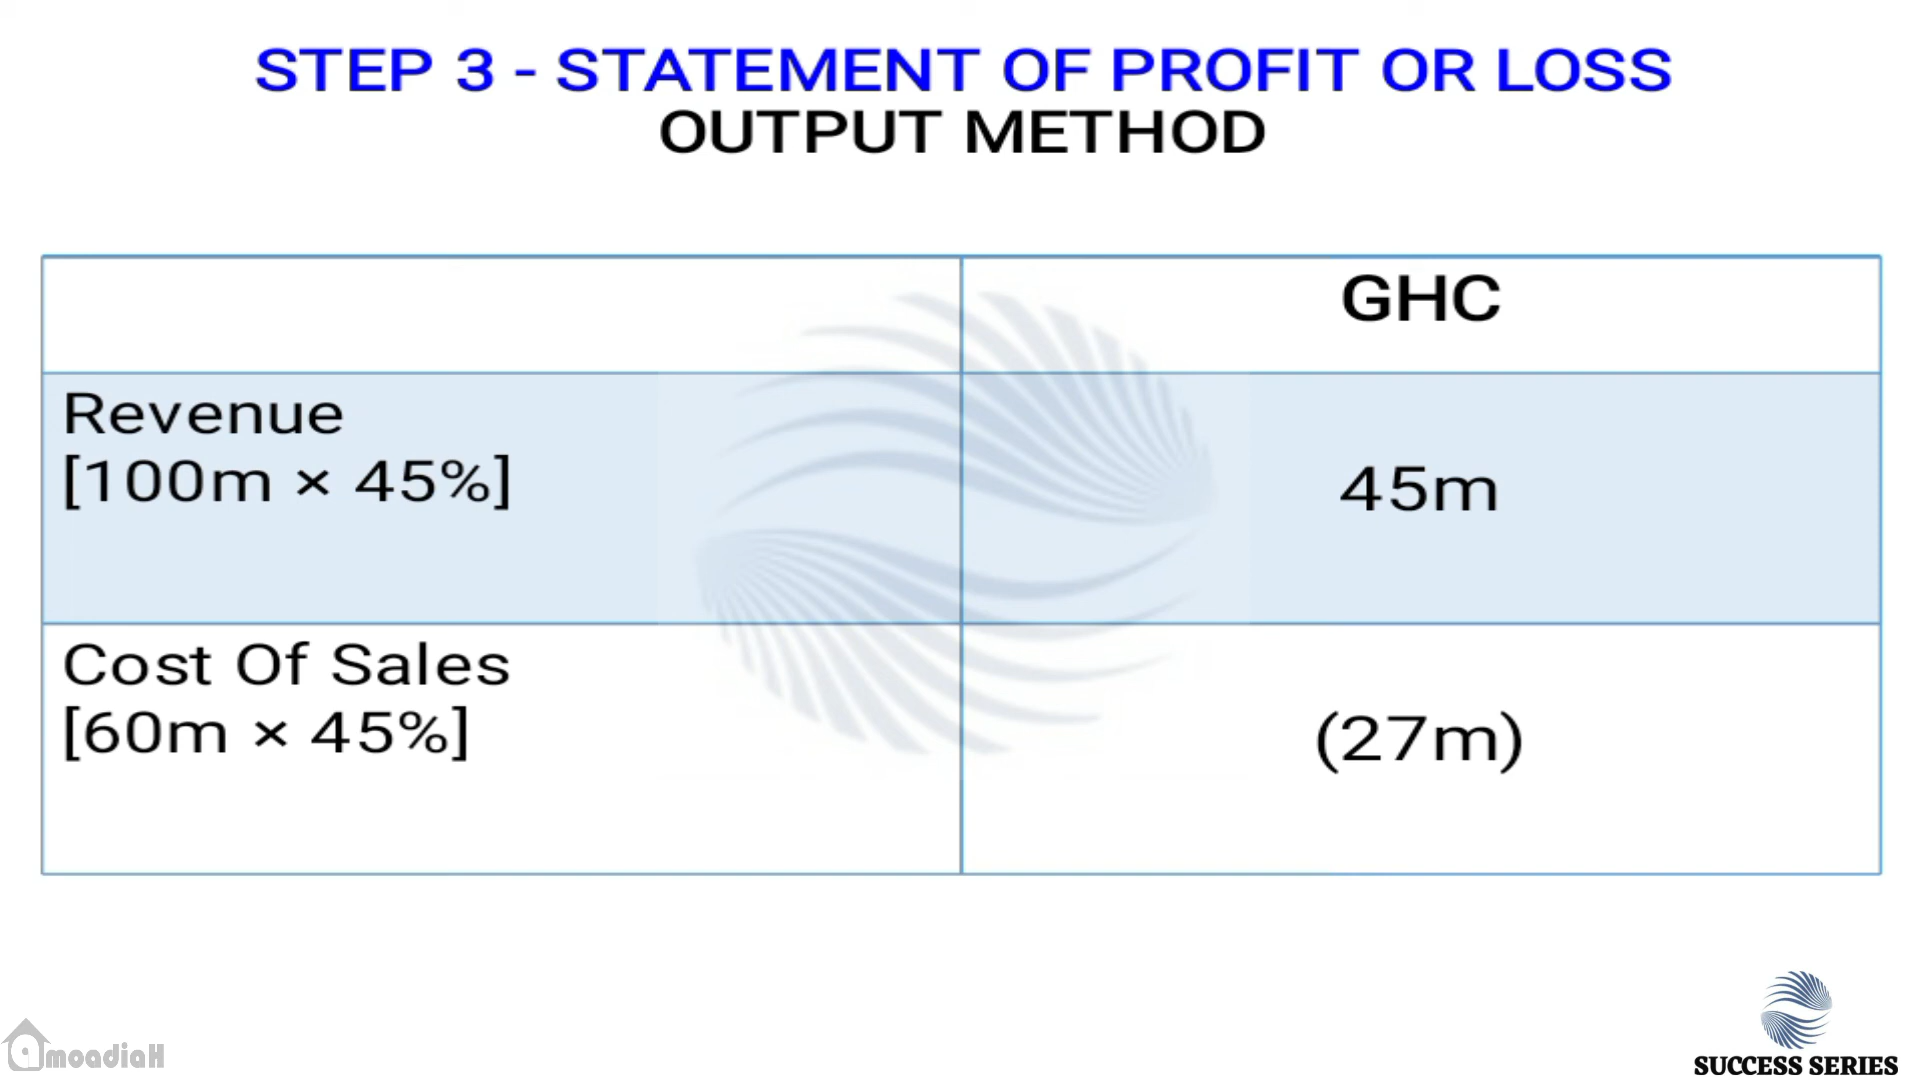 STEP 3 - STATEMENT OF PROFIT OR LOSS
OUTPUT METHOD
GHC
Revenue
[100m × 45%]
45m
Cost Of Sales
[60m × 45%]
(27m)
amoadiaH
SUCCESS SERIES